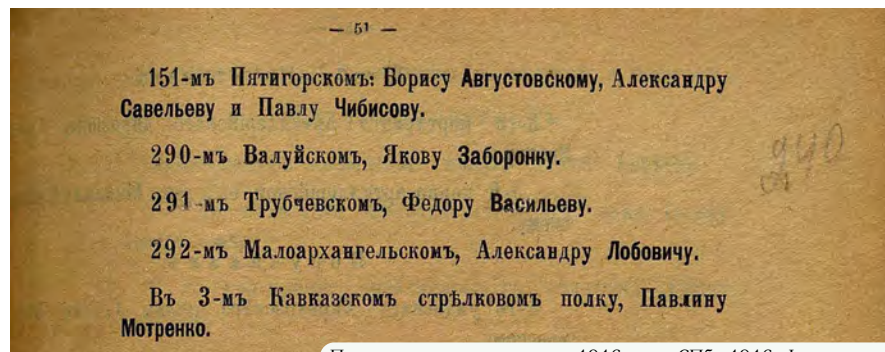 — 51 —
151-мъ Пятигорскомъ: Борису Августовскому, Александру
Савельеву и Павлу Чибисову.
290-мъ Валуйскомъ, Якову Заборонку.
291-мъ Трубчевскомъ, Федору Васильеву.
292-мъ Малоархангельскомъ, Александру Лобовичу.
Въ 3-мъ Кавказскомъ стрѣлковомъ полку, Павлину
Мотренко.